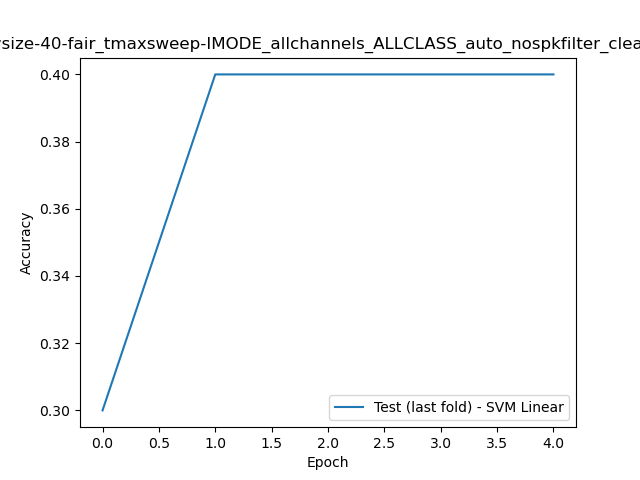 size-40-fair_tmaxsweep-IMODE_allchannels_ALLCLASS_auto_nospkfilter_clea
0.40
0.38
0.36
0.34
0.32
0.30
Accuracy
Test (last fold) - SVM Linear
0.0 0.5 1.0 1.5 2.0 2.5 3.0 3.5 4.0
Epoch